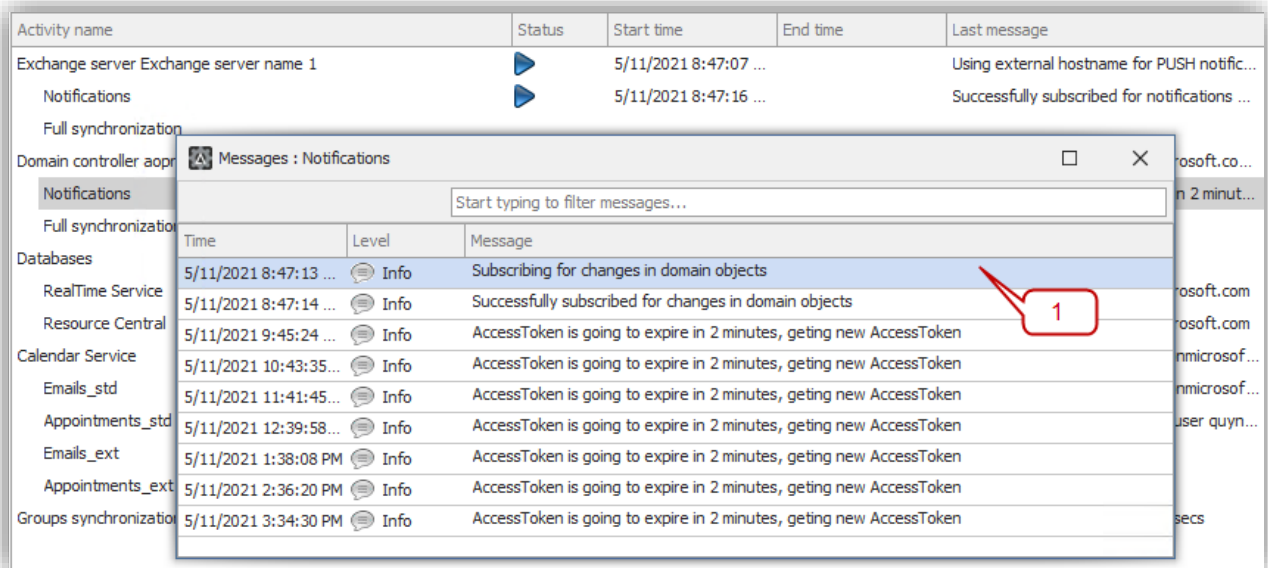 Activity name Status Start time End time Last message
Exchange server Exchange server name 1 5/11/2021 8:47:07 ... Using external hostname for PUSH notific...
Notifications 5/11/2021 8:47:16 ... Successfully subscribed for notifications ...
Full synchronization
Domain controller aopr rosoft.co...
Notifications n 2 minut...
Full synchronizatio
Databases
RealTime Service rosoft.com
Resource Central rosoft.com
Calendar Service nmicrosof...
Emails_std nmicrosof...
Appointments_std user quyn...
Emails_ext
Appointments_ext
Groups synchronizatio secs
Messages : Notifications
Start typing to filter messages...
Time Level Message
5/11/2021 8:47:13 ... Info Subscribing for changes in domain objects
5/11/2021 8:47:14 ... Info Successfully subscribed for changes in domain objects
5/11/2021 9:45:24 ... Info AccessToken is going to expire in 2 minutes, geting new AccessToken
5/11/2021 10:43:35... Info AccessToken is going to expire in 2 minutes, geting new AccessToken
5/11/2021 11:41:45... Info AccessToken is going to expire in 2 minutes, geting new AccessToken
5/11/2021 12:39:58... Info AccessToken is going to expire in 2 minutes, geting new AccessToken
5/11/2021 1:38:08 PM Info AccessToken is going to expire in 2 minutes, geting new AccessToken
5/11/2021 2:36:20 PM Info AccessToken is going to expire in 2 minutes, geting new AccessToken
5/11/2021 3:34:30 PM Info AccessToken is going to expire in 2 minutes, geting new AccessToken
1